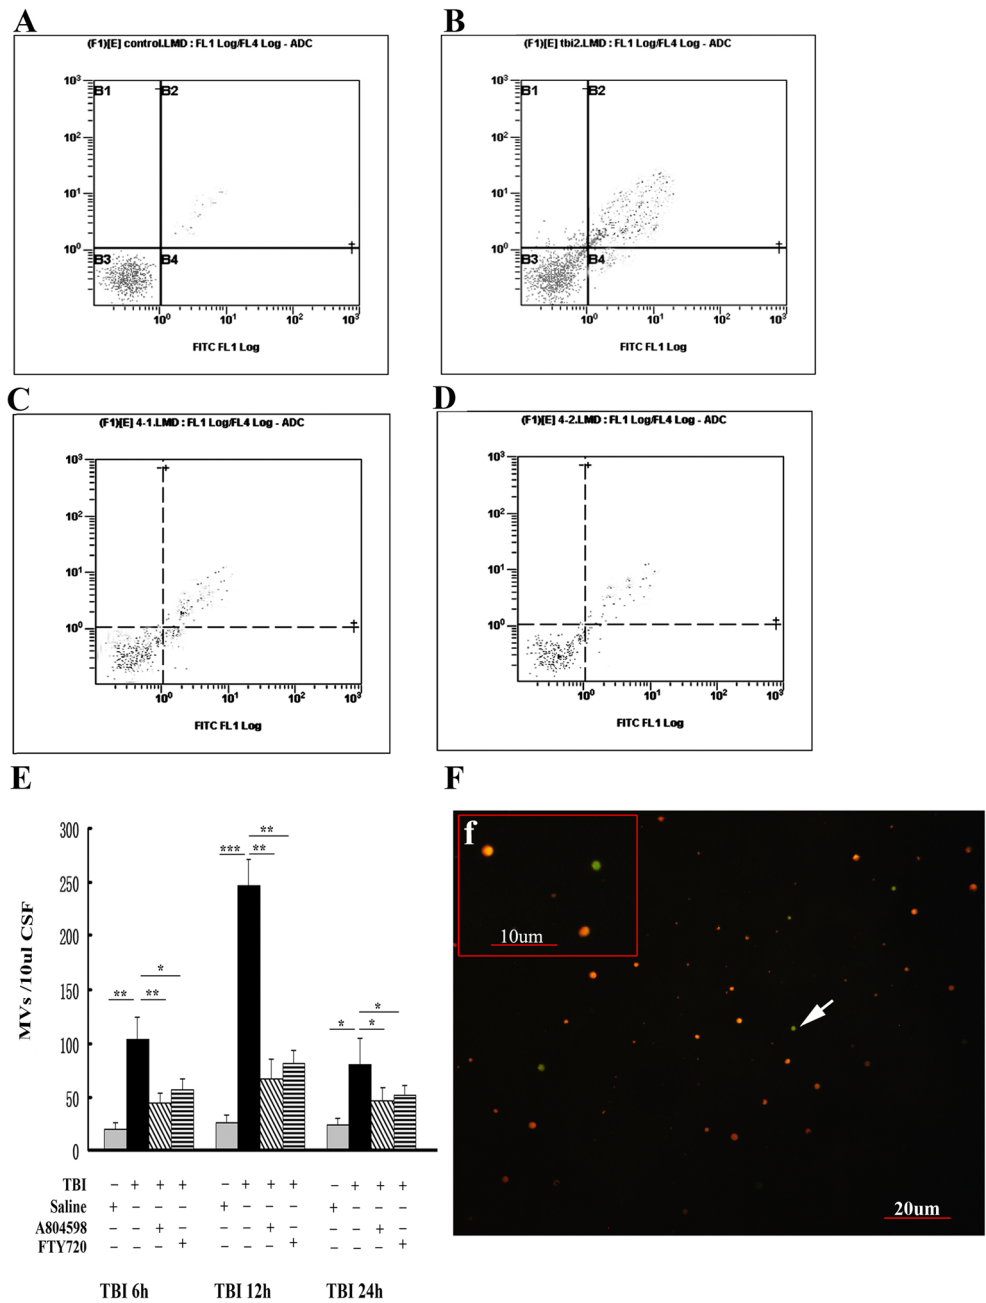 A
(F1)[E] control.LMD : FL1 Log/FL4 Log - ADC
10³
B1 B2
10²
10¹
10⁰
B3 B4
10⁰ 10¹ 10² 10³
FITC FL1 Log
B
(F1)[E] tbi2.LMD : FL1 Log/FL4 Log - ADC
10³
B1 B2
10²
10¹
10⁰
B3 B4
10⁰ 10¹ 10² 10³
FITC FL1 Log
C
(F1)[E] 4-1.LMD : FL1 Log/FL4 Log - ADC
10³
10²
10¹
10⁰
10⁰ 10¹ 10² 10³
FITC FL1 Log
D
(F1)[E] 4-2.LMD : FL1 Log/FL4 Log - ADC
10³
10²
10¹
10⁰
10⁰ 10¹ 10² 10³
FITC FL1 Log
E
MVs /10ul CSF
300
250
200
150
100
50
0
** ** *
*** ** **
* * *
TBI − + + + − + + + − + + +
Saline + − − − + − − − + − − −
A804598 − − + − − − + − − − + −
FTY720 − − − + − − − + − − − +
TBI 6h TBI 12h TBI 24h
F
f
10um
20um